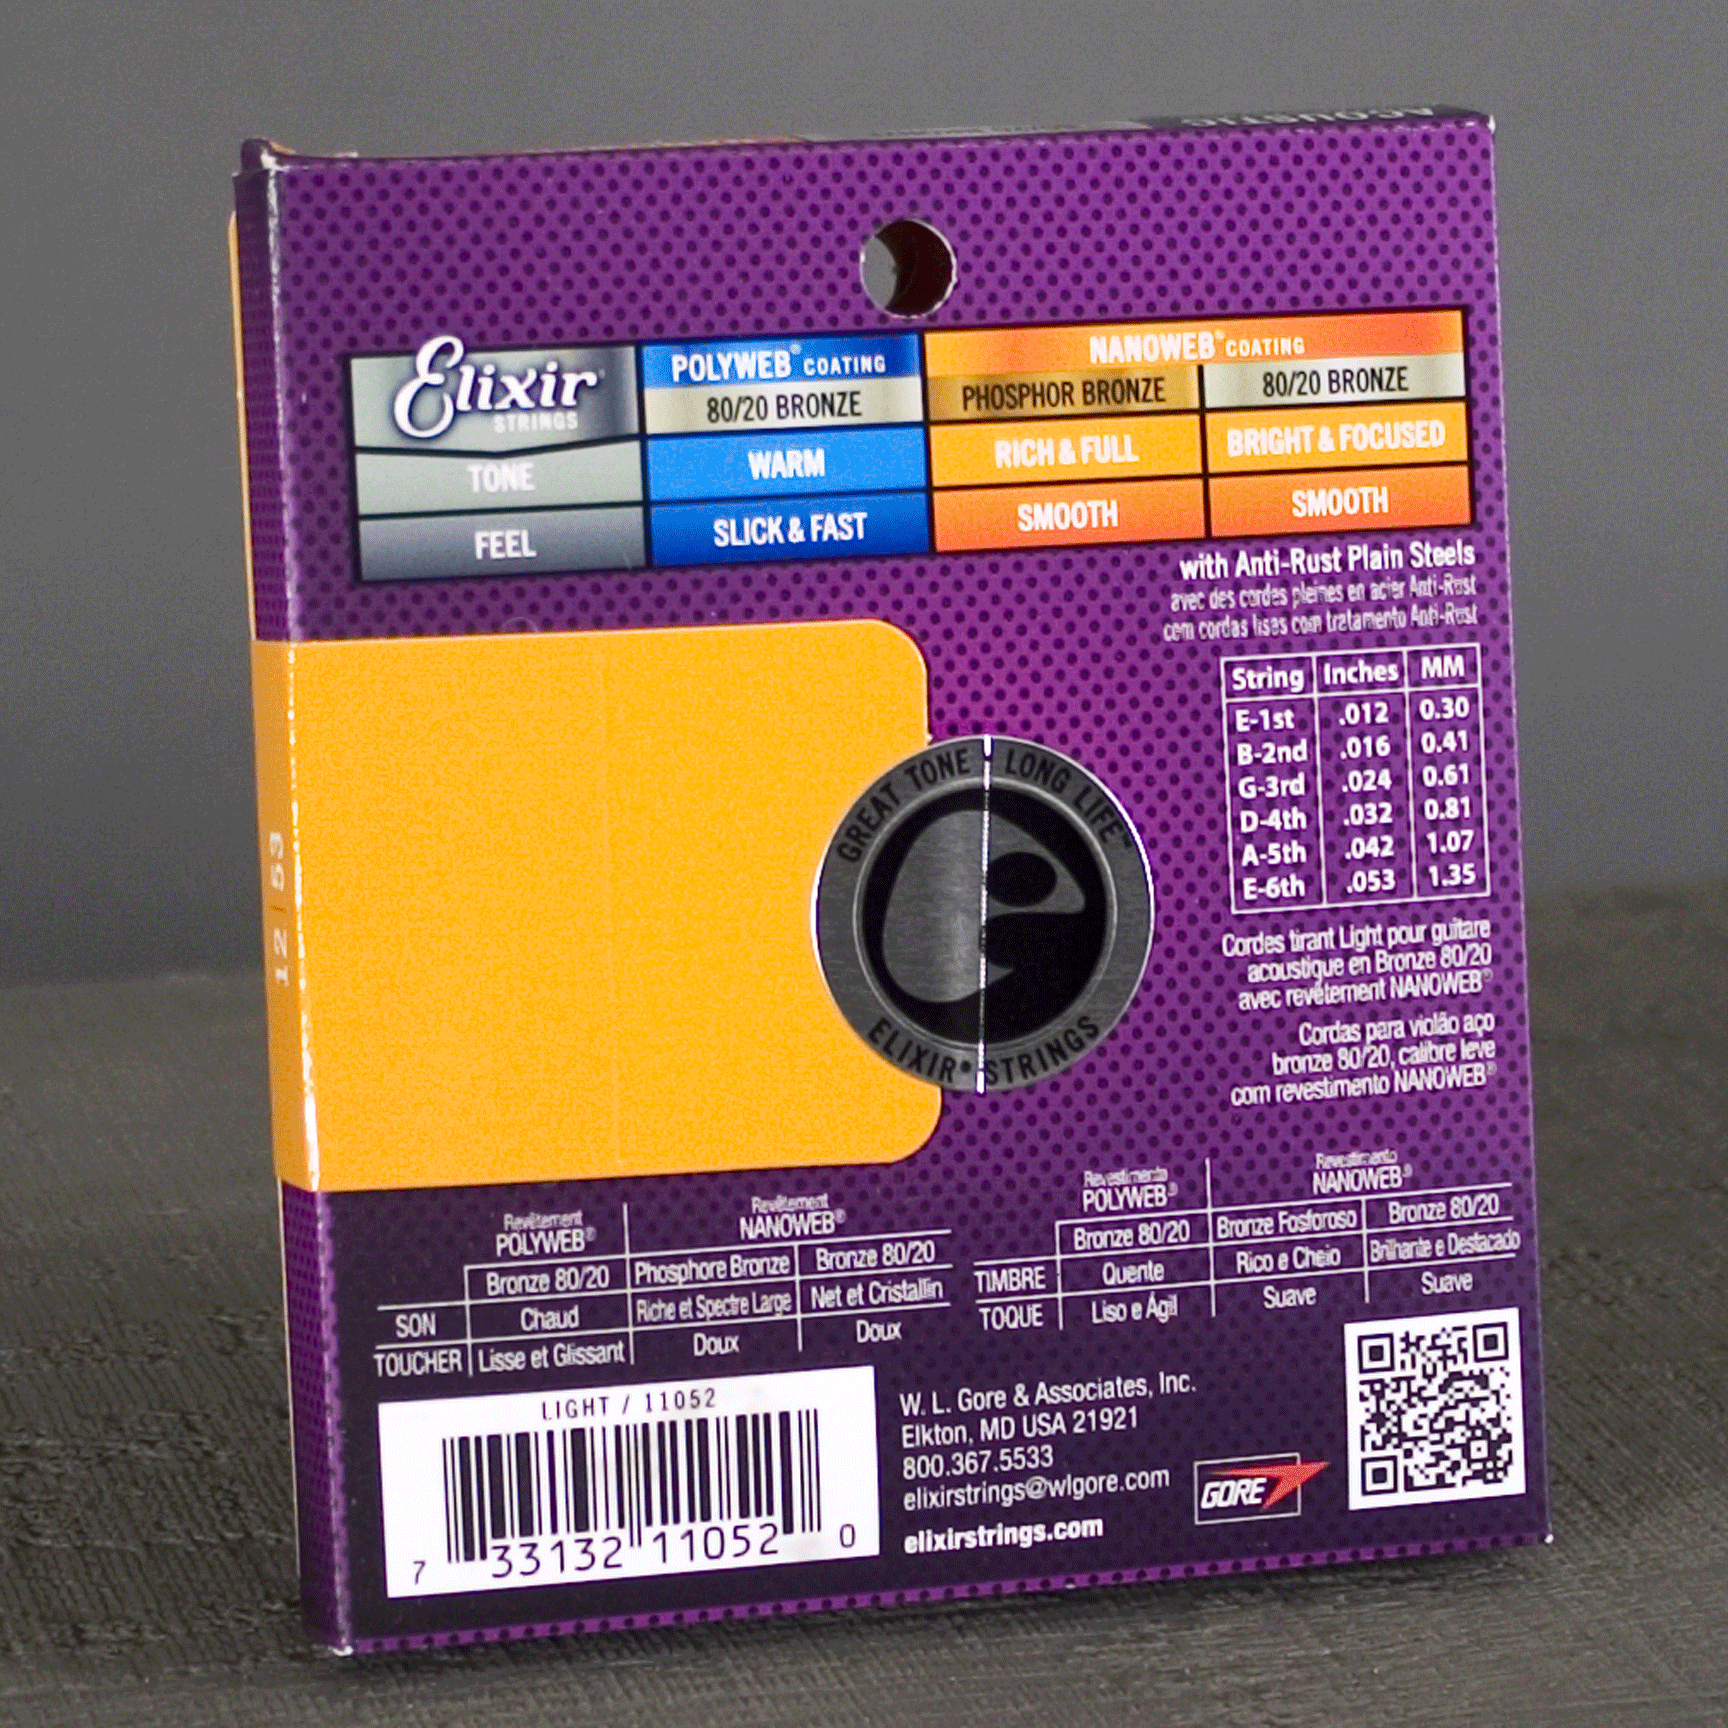 ACOUSTIC
Elixir®
STRINGS
POLYWEB® COATING
NANOWEB® COATING
80/20 BRONZE
PHOSPHOR BRONZE
80/20 BRONZE
TONE
WARM
RICH & FULL
BRIGHT & FOCUSED
FEEL
SLICK & FAST
SMOOTH
SMOOTH
with Anti-Rust Plain Steels
avec des cordes pleines en acier Anti-Rust
com cordas lisas com tratamento Anti-Rust
String Inches MM
E-1st .012 0.30
B-2nd .016 0.41
G-3rd .024 0.61
D-4th .032 0.81
A-5th .042 1.07
E-6th .053 1.35
12 | 53
GREAT TONE LONG LIFE™
ELIXIR® STRINGS
Cordes tirant Light pour guitare
acoustique en Bronze 80/20
avec revêtement NANOWEB®
Cordas para violão aço
bronze 80/20, calibre leve
com revestimento NANOWEB®
Revêtement
POLYWEB®
Revêtement
NANOWEB®
Bronze 80/20 Phosphore Bronze Bronze 80/20
SON Chaud Riche et Spectre Large Net et Cristallin
TOUCHER Lisse et Glissant Doux Doux
Revestimento
POLYWEB®
Revestimento
NANOWEB®
Bronze 80/20 Bronze Fosforoso Bronze 80/20
TIMBRE Quente Rico e Cheio Brilhante e Destacado
TOQUE Liso e Ágil Suave Suave
LIGHT / 11052
7 33132 11052 0
W. L. Gore & Associates, Inc.
Elkton, MD USA 21921
800.367.5533
elixirstrings@wlgore.com
elixirstrings.com
GORE